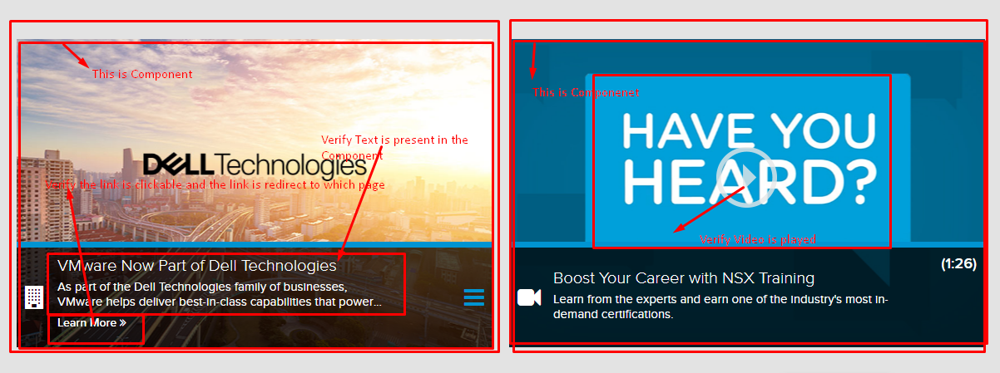 This is Component
Verify Text is present in the
Component
DELL Technologies
Verify the link is clickable and the link is redirect to which page
VMware Now Part of Dell Technologies
As part of the Dell Technologies family of businesses,
VMware helps deliver best-in-class capabilities that power...
Learn More »
This is Componenet
HAVE YOU
HEARD?
Verify Video is played
(1:26)
Boost Your Career with NSX Training
Learn from the experts and earn one of the industry's most in-
demand certifications.